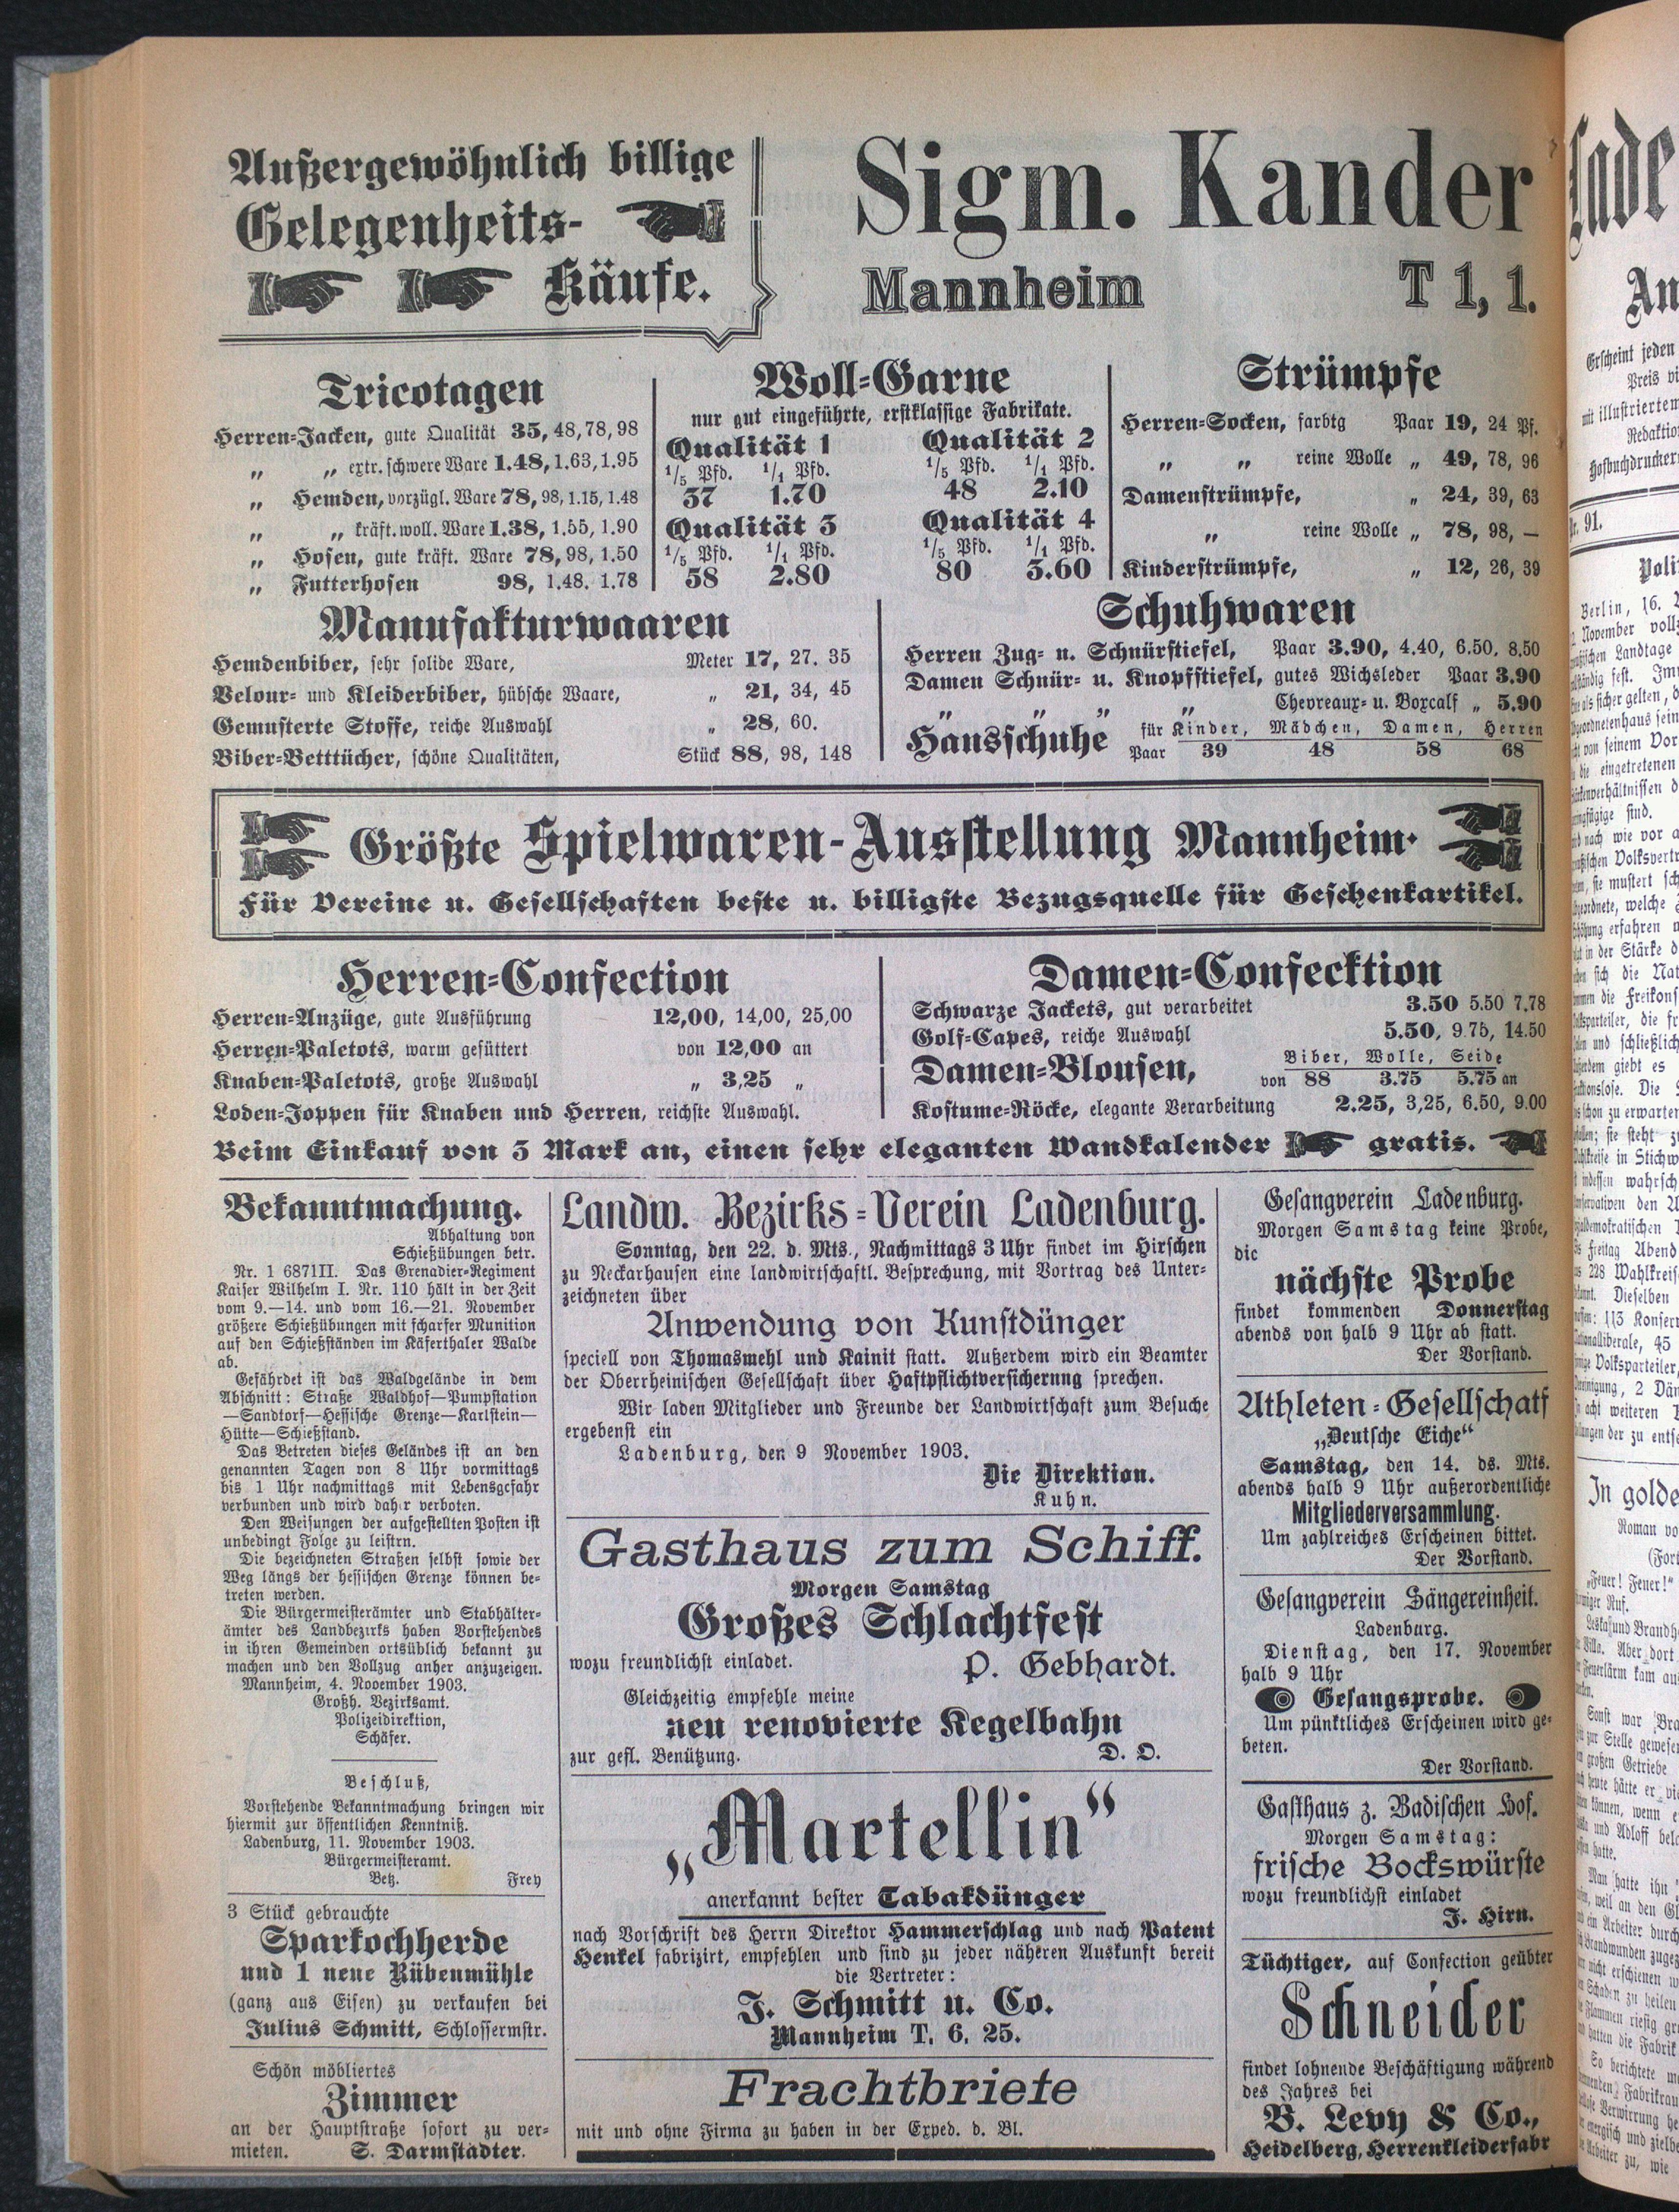 Außergewöhnlich billige
Gelegenheits-
Käufe.
Sigm. Kander
Mannheim T 1, 1.
Tricotagen
Herren-Jacken, gute Qualität 35, 48, 78, 98
„ „ extr. schwere Ware 1.48, 1.63, 1.95
„ Hemden, vorzügl. Ware 78, 98, 1.15, 1.48
„ „ kräft. woll. Ware 1.38, 1.55, 1.90
„ Hosen, gute kräft. Ware 78, 98, 1.50
„ Futterhosen 98, 1.48. 1.78
Woll-Garne
nur gut eingeführte, erstklassige Fabrikate.
Qualität 1 Qualität 2
1/5 Pfd. 1/1 Pfd. 1/5 Pfd. 1/1 Pfd.
37 1.70 48 2.10
Qualität 3 Qualität 4
1/5 Pfd. 1/1 Pfd. 1/5 Pfd. 1/1 Pfd.
58 2.80 80 3.60
Strümpfe
Herren-Socken, farbtg Paar 19, 24 Pf.
„ „ reine Wolle „ 49, 78, 96
Damenstrümpfe, „ 24, 39, 63
„ reine Wolle „ 78, 98, —
Kinderstrümpfe, „ 12, 26, 39
Manufakturwaaren
Hemdenbiber, sehr solide Ware, Meter 17, 27. 35
Velour- und Kleiderbiber, hübsche Waare, „ 21, 34, 45
Gemusterte Stoffe, reiche Auswahl „ 28, 60.
Biber-Betttücher, schöne Qualitäten, Stück 88, 98, 148
Schuhwaren
Herren Zug- u. Schnürstiefel, Paar 3.90, 4.40, 6.50, 8,50
Damen Schnür- u. Knopfstiefel, gutes Wichsleder Paar 3.90
„ „ „ „ Chevreaux- u. Boxcalf „ 5.90
Hausschuhe für Kinder, Mädchen, Damen, Herren
Paar 39 48 58 68
Größte Spielwaren-Ausstellung Mannheim.
Für Vereine u. Gesellschaften beste u. billigste Bezugsquelle für Geschenkartikel.
Herren-Confection
Herren-Anzüge, gute Ausführung 12,00, 14,00, 25,00
Herren-Paletots, warm gefüttert von 12,00 an
Knaben-Paletots, große Auswahl „ 3,25 „
Loden-Joppen für Knaben und Herren, reichste Auswahl.
Damen-Confecktion
Schwarze Jackets, gut verarbeitet 3.50 5.50 7,78
Golf-Capes, reiche Auswahl 5.50, 9.75, 14.50
Damen-Blousen, Biber, Wolle, Seide
von 88 3.75 5.75 an
Kostume-Röcke, elegante Verarbeitung 2.25, 3,25, 6.50, 9.00
Beim Einkauf von 3 Mark an, einen sehr eleganten Wandkalender gratis.
Bekanntmachung.
Abhaltung von
Schießübungen betr.
Nr. 1 6871II. Das Grenadier-Regiment
Kaiser Wilhelm I. Nr. 110 hält in der Zeit
vom 9.—14. und vom 16.—21. November
größere Schießübungen mit scharfer Munition
auf den Schießständen im Käferthaler Walde
ab.
Gefährdet ist das Waldgelände in dem
Abschnitt: Straße Waldhof—Pumpstation
—Sandtorf—Hessische Grenze—Karlstein—
Hütte—Schießstand.
Das Betreten dieses Geländes ist an den
genannten Tagen von 8 Uhr vormittags
bis 1 Uhr nachmittags mit Lebensgefahr
verbunden und wird daher verboten.
Den Weisungen der aufgestellten Posten ist
unbedingt Folge zu leistrn.
Die bezeichneten Straßen selbst sowie der
Weg längs der hessischen Grenze können be-
treten werden.
Die Bürgermeisterämter und Stabhälter-
ämter des Landbezirks haben Vorstehendes
in ihren Gemeinden ortsüblich bekannt zu
machen und den Vollzug anher anzuzeigen.
Mannheim, 4. November 1903.
Großh. Bezirksamt.
Polizeidirektion,
Schäfer.
Beschluß,
Vorstehende Bekanntmachung bringen wir
hiermit zur öffentlichen Kenntniß.
Ladenburg, 11. November 1903.
Bürgermeisteramt.
Betz. Frey
3 Stück gebrauchte
Sparkochherde
und 1 neue Rübenmühle
(ganz aus Eisen) zu verkaufen bei
Julius Schmitt, Schlossermstr.
Schön möbliertes
Zimmer
an der Hauptstraße sofort zu ver-
mieten. S. Darmstädter.
Landw. Bezirks-Verein Ladenburg.
Sonntag, den 22. d. Mts., Nachmittags 3 Uhr findet im Hirschen
zu Neckarhausen eine landwirtschaftl. Besprechung, mit Vortrag des Unter-
zeichneten über
Anwendung von Kunstdünger
speciell von Thomasmehl und Kainit statt. Außerdem wird ein Beamter
der Oberrheinischen Gesellschaft über Haftpflichtversicherung sprechen.
Wir laden Mitglieder und Freunde der Landwirtschaft zum Besuche
ergebenst ein
Ladenburg, den 9 November 1903.
Die Direktion.
Kuhn.
Gasthaus zum Schiff.
Morgen Samstag
Großes Schlachtfest
wozu freundlichst einladet. P. Gebhardt.
Gleichzeitig empfehle meine
neu renovierte Kegelbahn
zur gefl. Benützung. D. O.
„Martellin“
anerkannt bester Tabakdünger
nach Vorschrift des Herrn Direktor Hammerschlag und nach Patent
Henkel fabrizirt, empfehlen und sind zu jeder näheren Auskunft bereit
die Vertreter:
J. Schmitt u. Co.
Mannheim T. 6. 25.
Frachtbriefe
mit und ohne Firma zu haben in der Exped. d. Bl.
Gesangverein Ladenburg.
Morgen Samstag keine Probe,
die
nächste Probe
findet kommenden Donnerstag
abends von halb 9 Uhr ab statt.
Der Vorstand.
Athleten-Gesellschatf
„Deutsche Eiche“
Samstag, den 14. ds. Mts.
abends halb 9 Uhr außerordentliche
Mitgliederversammlung.
Um zahlreiches Erscheinen bittet.
Der Vorstand.
Gesangverein Sängereinheit.
Ladenburg.
Dienstag, den 17. November
halb 9 Uhr
Gesangsprobe.
Um pünktliches Erscheinen wird ge-
beten.
Der Vorstand.
Gasthaus z. Badischen Hof.
Morgen Samstag:
frische Bockswürste
wozu freundlichst einladet
J. Hirn.
Tüchtiger, auf Confection geübter
Schneider
findet lohnende Beschäftigung während
des Jahres bei
B. Levy & Co.,
Heidelberg, Herrenkleiderfabr